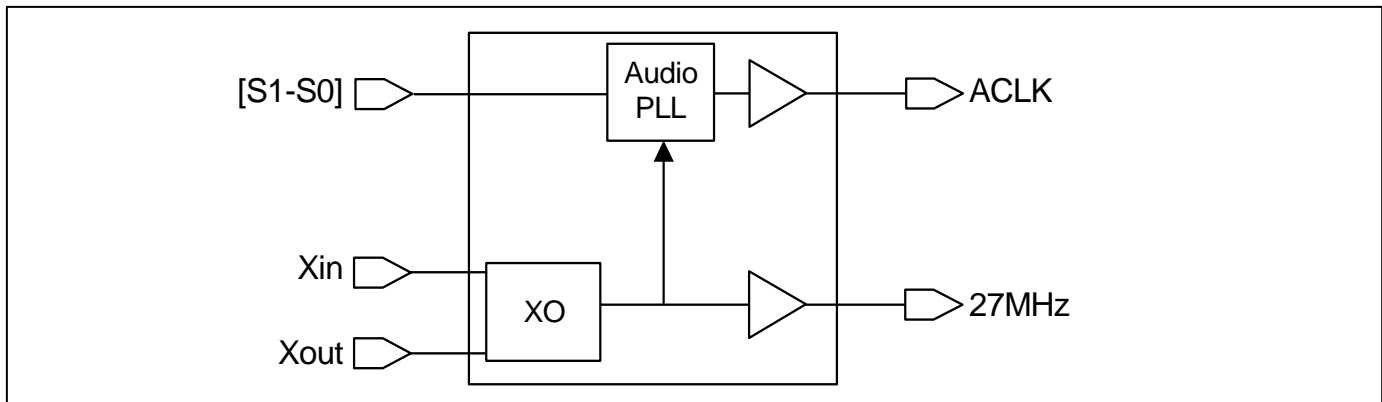 [S1-S0]
Audio
PLL
ACLK
Xin
XO
27MHz
Xout